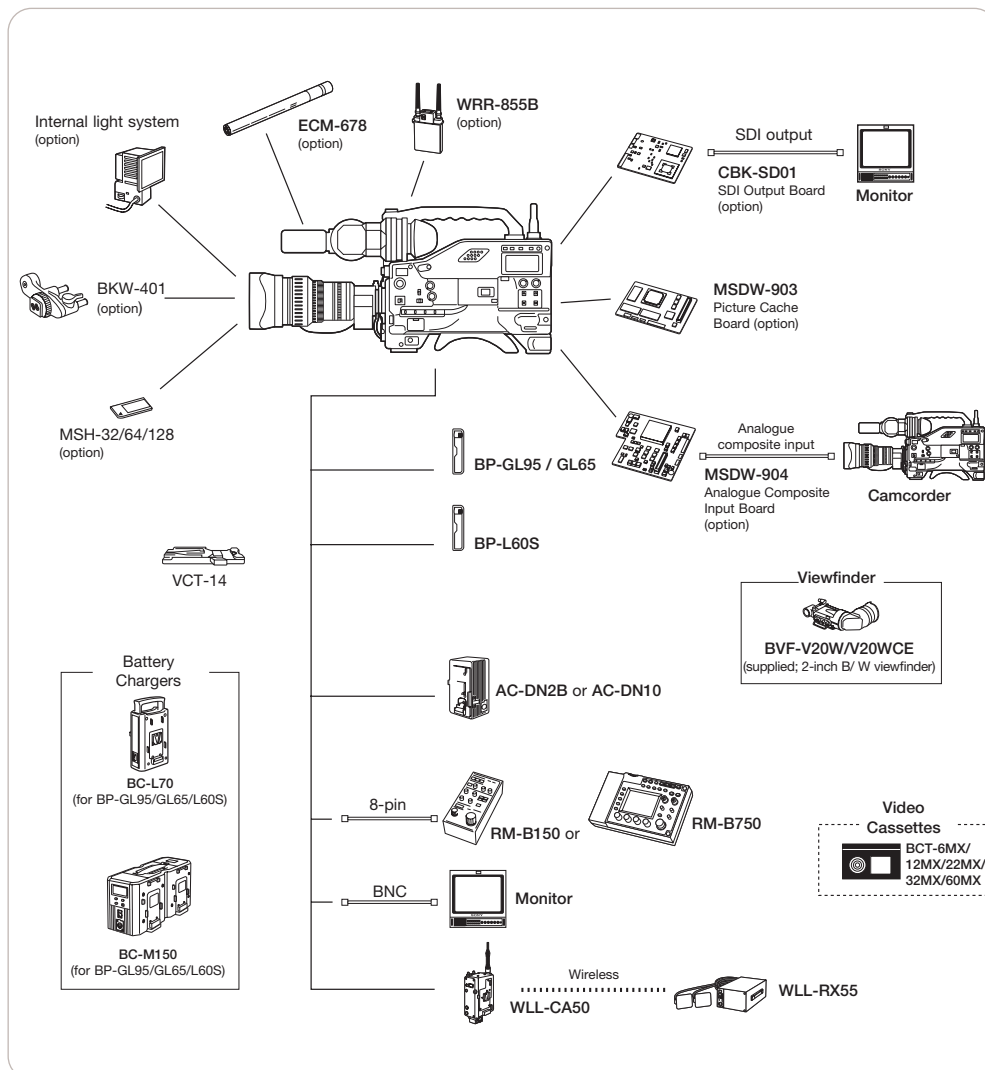 Internal light system
(option)
ECM-678
(option)
WRR-855B
(option)
SDI output
CBK-SD01
SDI Output Board
(option)
Monitor
BKW-401
(option)
MSDW-903
Picture Cache
Board (option)
MSH-32/64/128
(option)
Analogue
composite input
MSDW-904
Analogue Composite
Input Board
(option)
Camcorder
BP-GL95 / GL65
BP-L60S
VCT-14
Viewfinder
BVF-V20W/V20WCE
(supplied; 2-inch B/ W viewfinder)
Battery
Chargers
BC-L70
(for BP-GL95/GL65/L60S)
BC-M150
(for BP-GL95/GL65/L60S)
AC-DN2B or AC-DN10
8-pin
RM-B150 or
RM-B750
Video
Cassettes
BCT-6MX/
12MX/22MX/
32MX/60MX
BNC
Monitor
WLL-CA50
Wireless
WLL-RX55